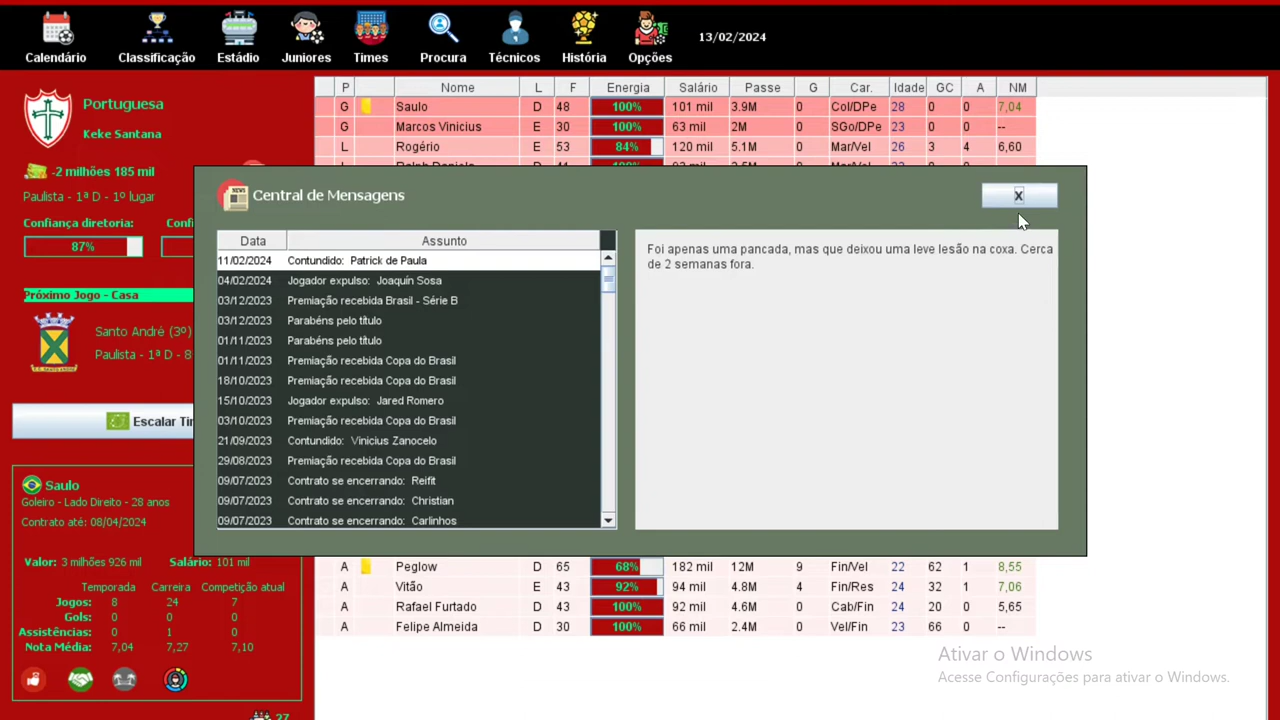 Calendário Classificação Estádio Juniores Times Procura Técnicos História Opções 13/02/2024
Portuguesa
Keke Santana
-2 milhões 185 mil
Paulista - 1ª D - 1º lugar
Confiança diretoria: Confi
87%
Próximo Jogo - Casa
Santo André (3º)
Paulista - 1ª D - 8
Escalar Tir
Saulo
Goleiro - Lado Direito - 28 anos
Contrato até: 08/04/2024
Valor: 3 milhões 926 mil Salário: 101 mil
Temporada Carreira Competição atual
Jogos: 8 24 7
Gols: 0 0 0
Assistências: 0 1 0
Nota Média: 7,04 7,27 7,10
27
P Nome L F Energia Salário Passe G Car. Idade GC A NM
G Saulo D 48 100% 101 mil 3.9M 0 Col/DPe 28 0 0 7,04
G Marcos Vinicius E 30 100% 63 mil 2M 0 SGo/DPe 23 0 0 --
L Rogério E 53 84% 120 mil 5.1M 0 Mar/Vel 26 3 4 6,60
Central de Mensagens
X
Data Assunto
11/02/2024 Contundido: Patrick de Paula
04/02/2024 Jogador expulso: Joaquín Sosa
03/12/2023 Premiação recebida Brasil - Série B
03/12/2023 Parabéns pelo título
01/11/2023 Parabéns pelo título
01/11/2023 Premiação recebida Copa do Brasil
18/10/2023 Premiação recebida Copa do Brasil
15/10/2023 Jogador expulso: Jared Romero
03/10/2023 Premiação recebida Copa do Brasil
21/09/2023 Contundido: Vinicius Zanocelo
29/08/2023 Premiação recebida Copa do Brasil
09/07/2023 Contrato se encerrando: Reifit
09/07/2023 Contrato se encerrando: Christian
09/07/2023 Contrato se encerrando: Carlinhos
Foi apenas uma pancada, mas que deixou uma leve lesão na coxa. Cerca
de 2 semanas fora.
A Peglow D 65 68% 182 mil 12M 9 Fin/Vel 22 62 1 8,55
A Vitão E 43 92% 94 mil 4.8M 4 Fin/Res 24 32 1 7,06
A Rafael Furtado D 43 100% 92 mil 4.6M 0 Cab/Fin 24 20 0 5,65
A Felipe Almeida D 30 100% 66 mil 2.4M 0 Vel/Fin 23 66 0 --
Ativar o Windows
Acesse Configurações para ativar o Windows.